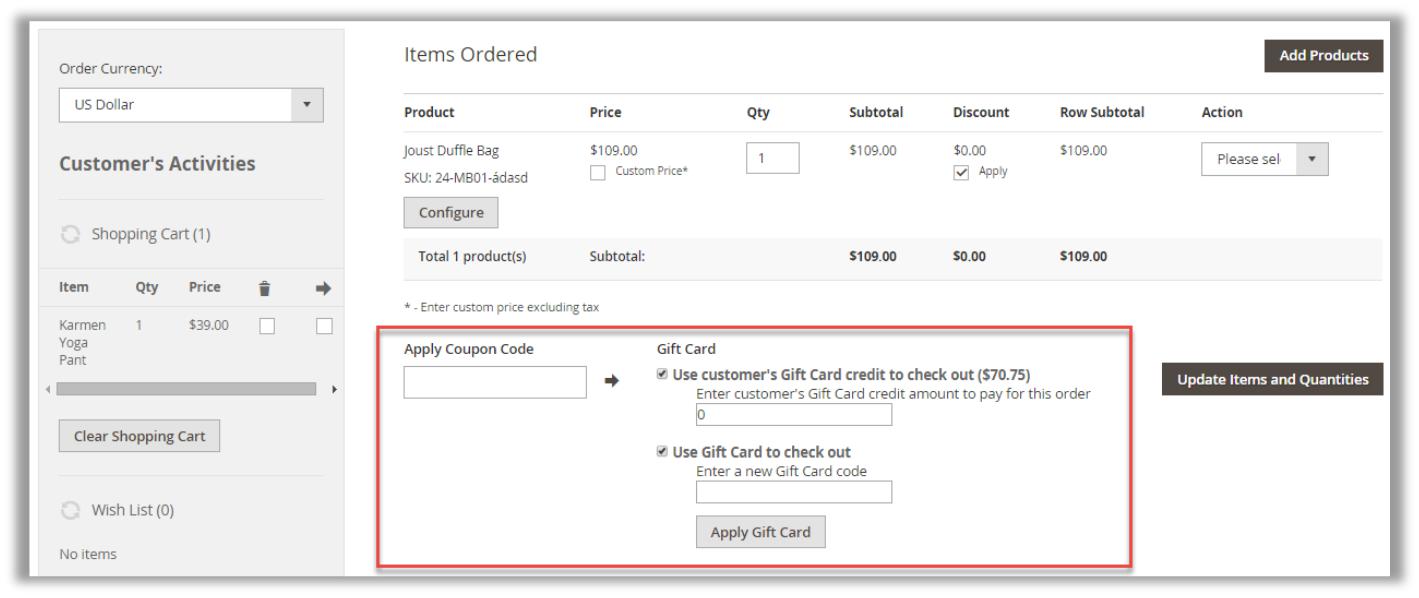 Order Currency:
US Dollar
Customer's Activities
Shopping Cart (1)
Item Qty Price
Karmen 1 $39.00
Yoga
Pant
Clear Shopping Cart
Wish List (0)
No items
Items Ordered
Add Products
Product Price Qty Subtotal Discount Row Subtotal Action
Joust Duffle Bag $109.00 1 $109.00 $0.00 $109.00 Please sel
Custom Price* Apply
SKU: 24-MB01-ádasd
Configure
Total 1 product(s) Subtotal: $109.00 $0.00 $109.00
* - Enter custom price excluding tax
Apply Coupon Code
Gift Card
Use customer's Gift Card credit to check out ($70.75)
Enter customer's Gift Card credit amount to pay for this order
0
Use Gift Card to check out
Enter a new Gift Card code
Apply Gift Card
Update Items and Quantities